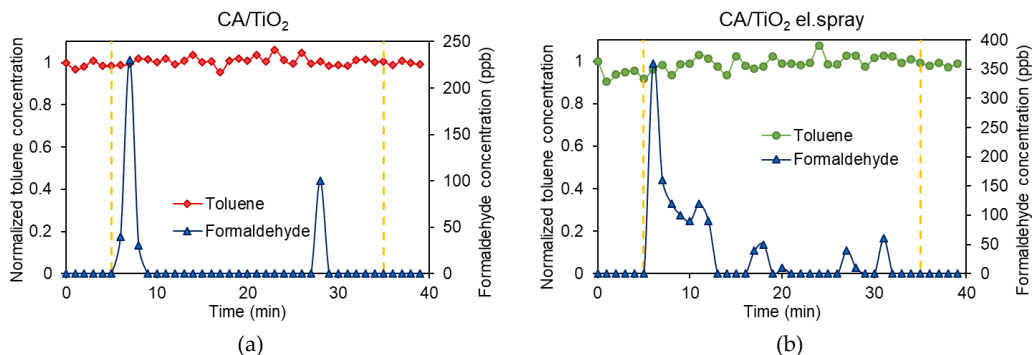 CA/TiO₂
Normalized toluene concentration
1
0.8
0.6
0.4
0.2
0
250
200
150
100
50
0
Formaldehyde concentration (ppb)
Toluene
Formaldehyde
0 10 20 30 40
Time (min)
(a)
CA/TiO₂ el.spray
Normalized toluene concentration
1
0.8
0.6
0.4
0.2
0
400
350
300
250
200
150
100
50
0
Formaldehyde concentration (ppb)
Toluene
Formaldehyde
0 10 20 30 40
Time (min)
(b)